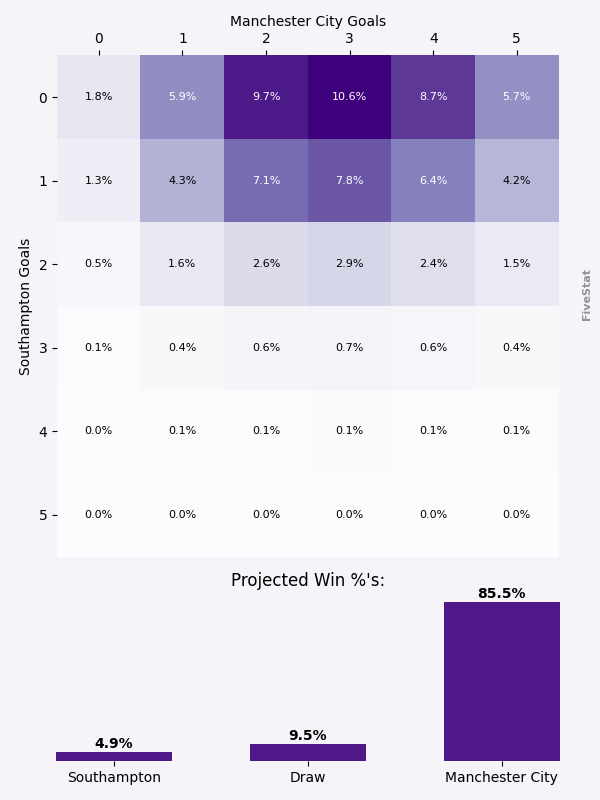 Manchester City Goals
0 1 2 3 4 5
0 1.8% 5.9% 9.7% 10.6% 8.7% 5.7%
1 1.3% 4.3% 7.1% 7.8% 6.4% 4.2%
2 0.5% 1.6% 2.6% 2.9% 2.4% 1.5%
3 0.1% 0.4% 0.6% 0.7% 0.6% 0.4%
4 0.0% 0.1% 0.1% 0.1% 0.1% 0.1%
5 0.0% 0.0% 0.0% 0.0% 0.0% 0.0%
Southampton Goals
FiveStat
Projected Win %'s:
4.9% 9.5% 85.5%
Southampton Draw Manchester City